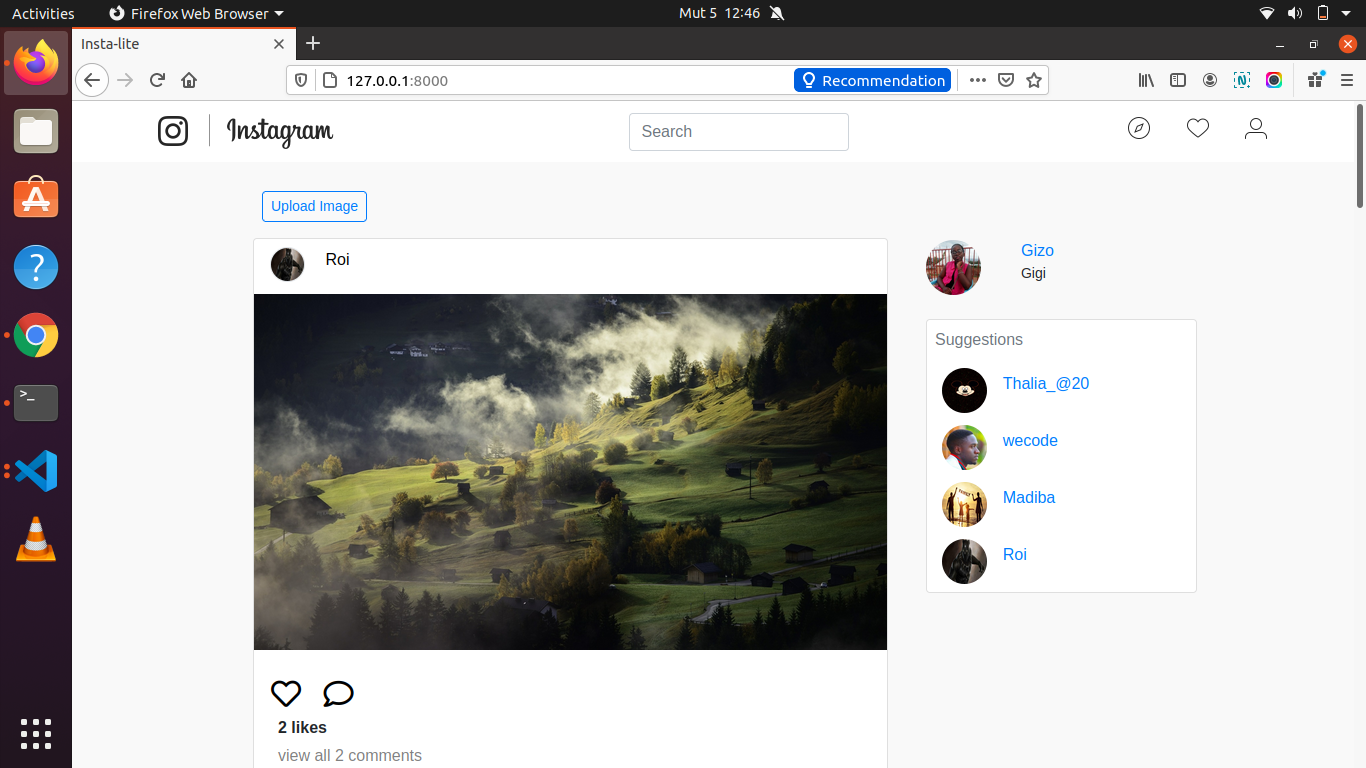 Activities Firefox Web Browser Mut 5 12:46
Insta-lite
127.0.0.1:8000 Recommendation
Instagram Search
Upload Image
Roi
Gizo
Gigi
Suggestions
Thalia_@20
wecode
Madiba
Roi
2 likes
view all 2 comments